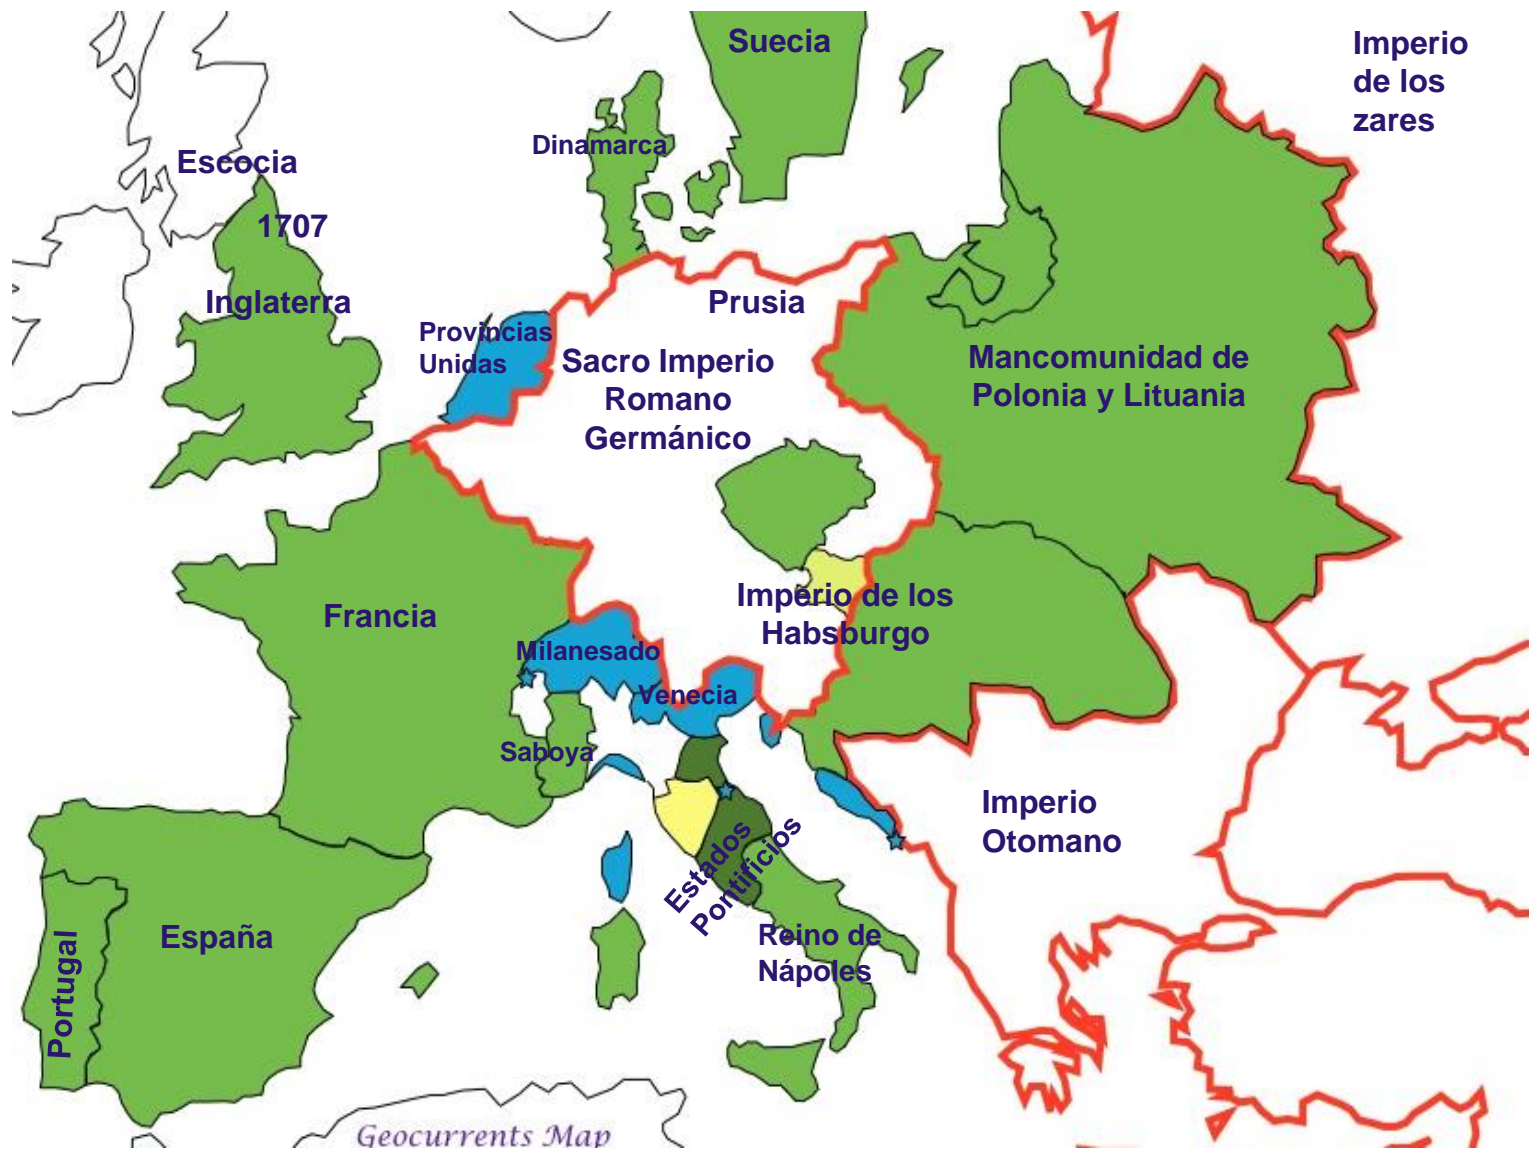 Suecia
Imperio
de los
zares
Dinamarca
Escocia
1707
Inglaterra
Prusia
Provincias
Unidas
Sacro Imperio
Romano
Germánico
Mancomunidad de
Polonia y Lituania
Francia
Imperio de los
Habsburgo
Milanesado
Venecia
Saboya
Imperio
Otomano
Estados
Pontificios
España
Portugal
Reino de
Nápoles
Geocurrents Map